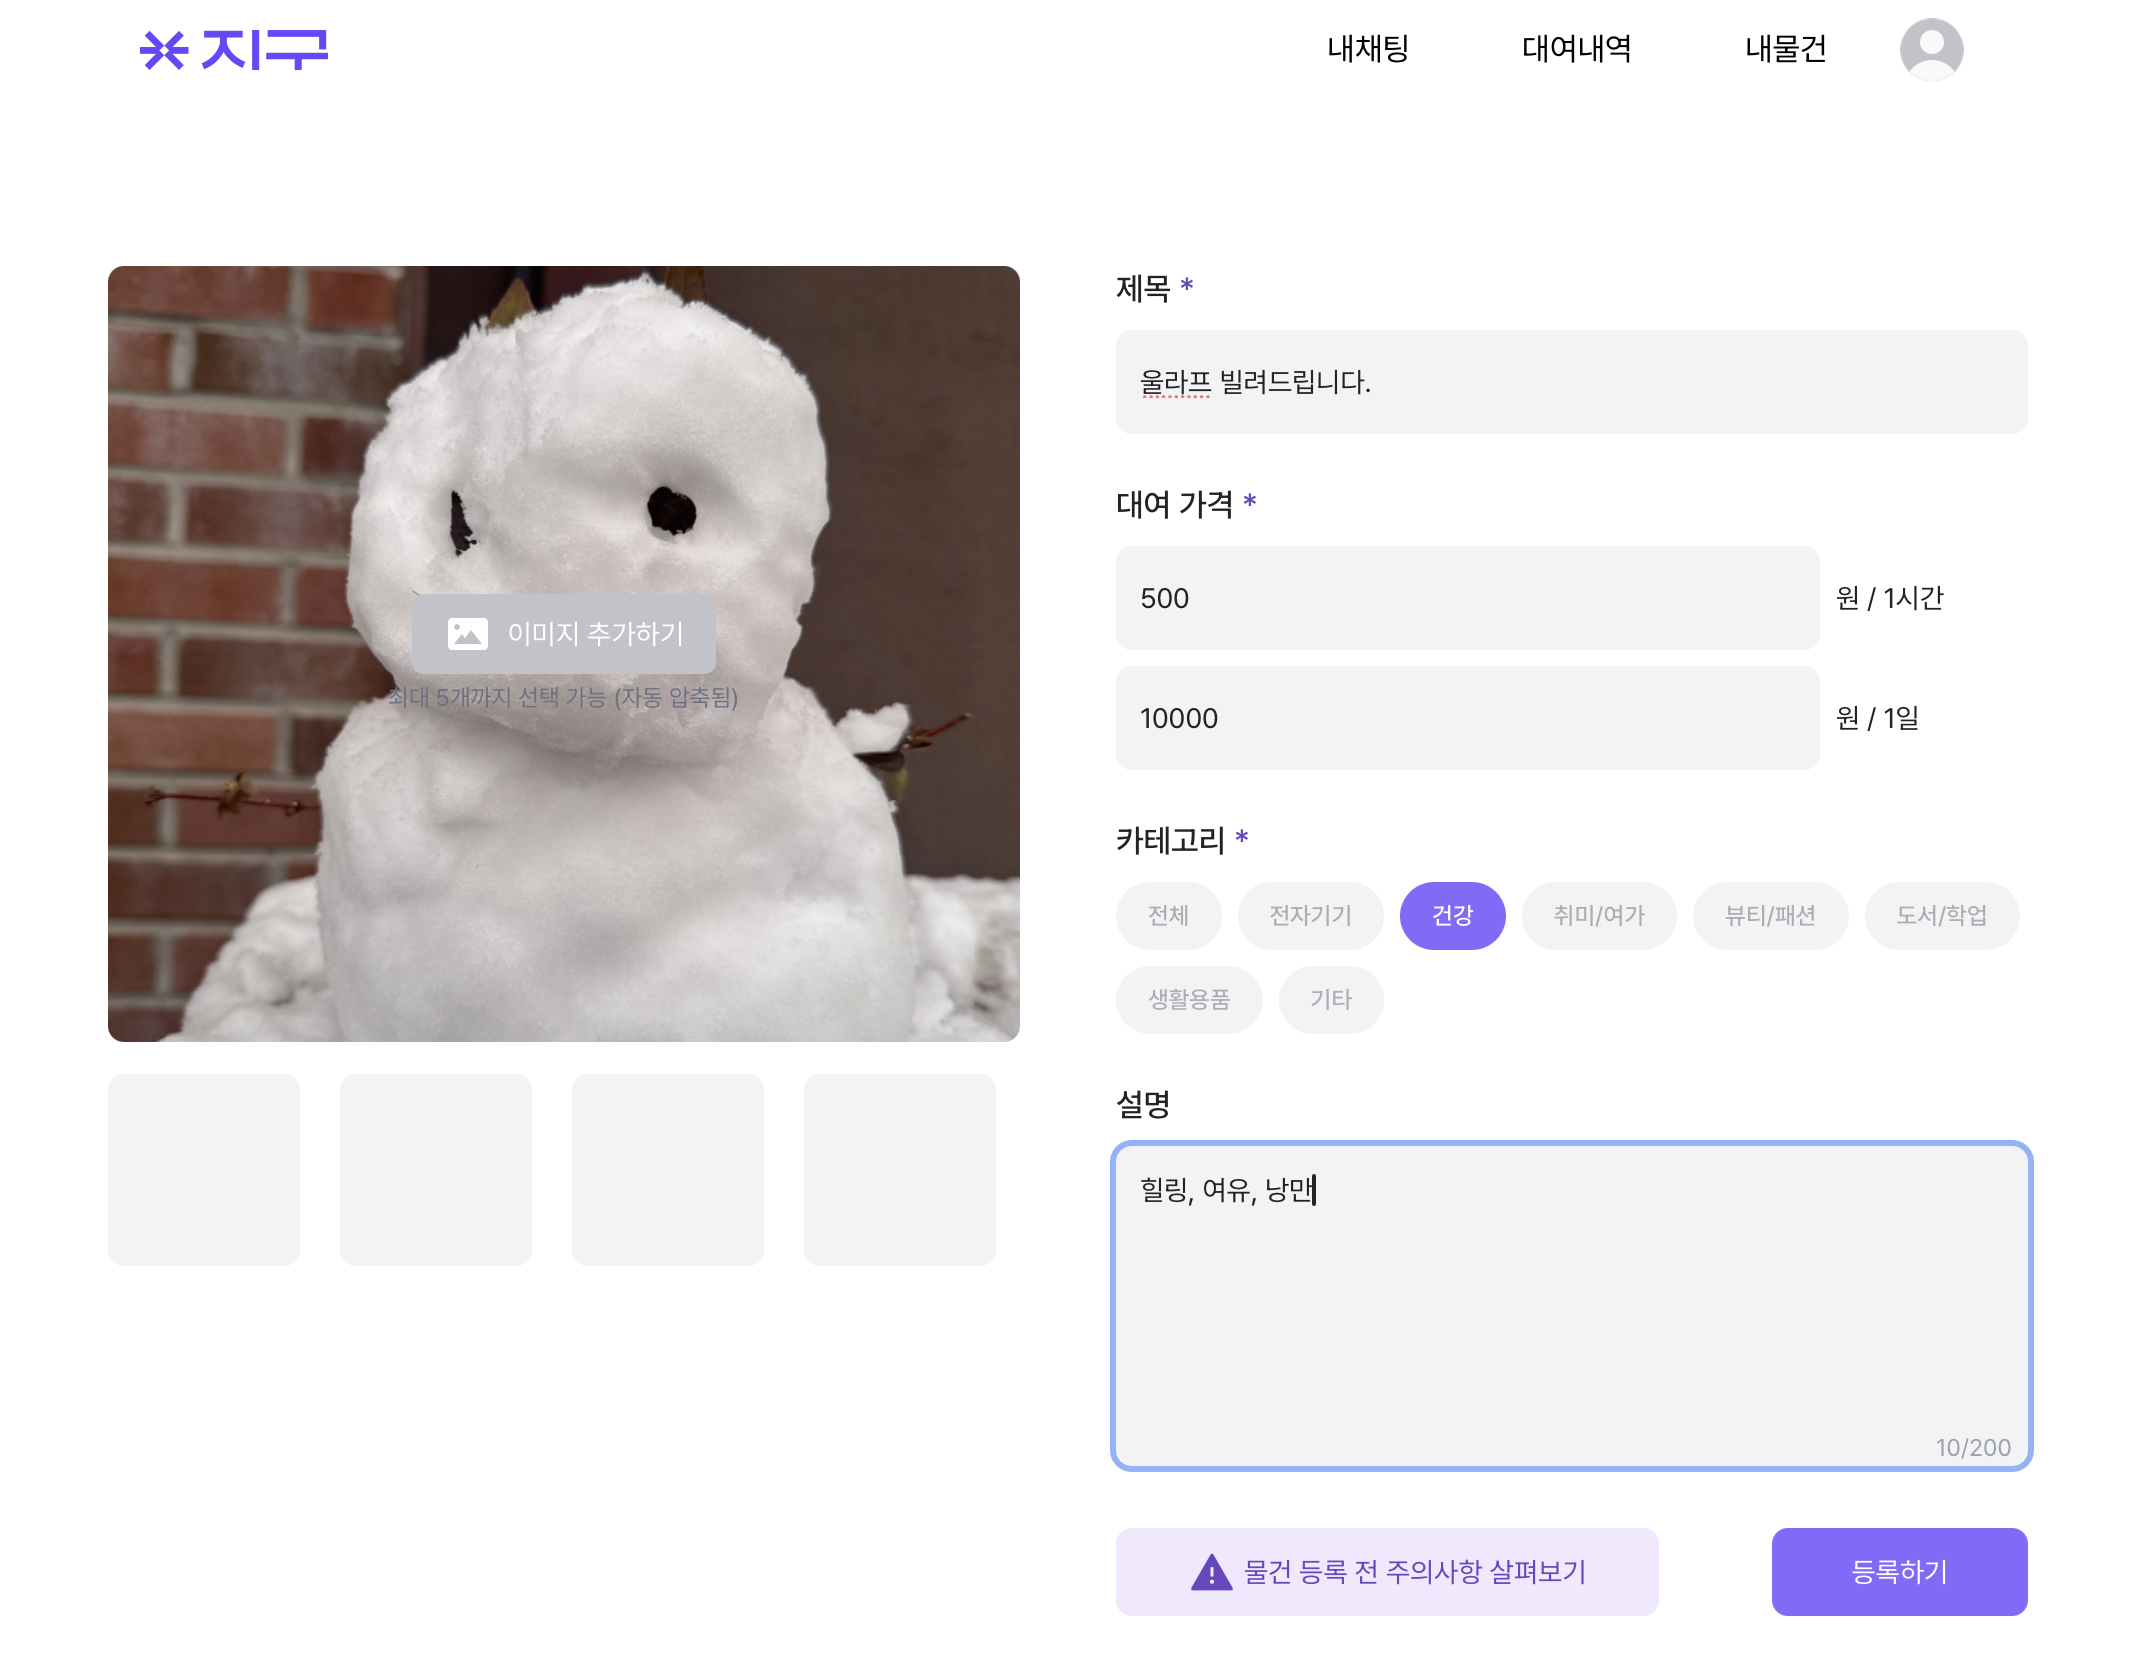 지구
내채팅 대여내역 내물건
이미지 추가하기
최대 5개까지 선택 가능 (자동 압축됨)
제목 *
울라프 빌려드립니다.
대여 가격 *
500 원 / 1시간
10000 원 / 1일
카테고리 *
전체 전자기기 건강 취미/여가 뷰티/패션 도서/학업
생활용품 기타
설명
힐링, 여유, 낭만
10/200
물건 등록 전 주의사항 살펴보기
등록하기